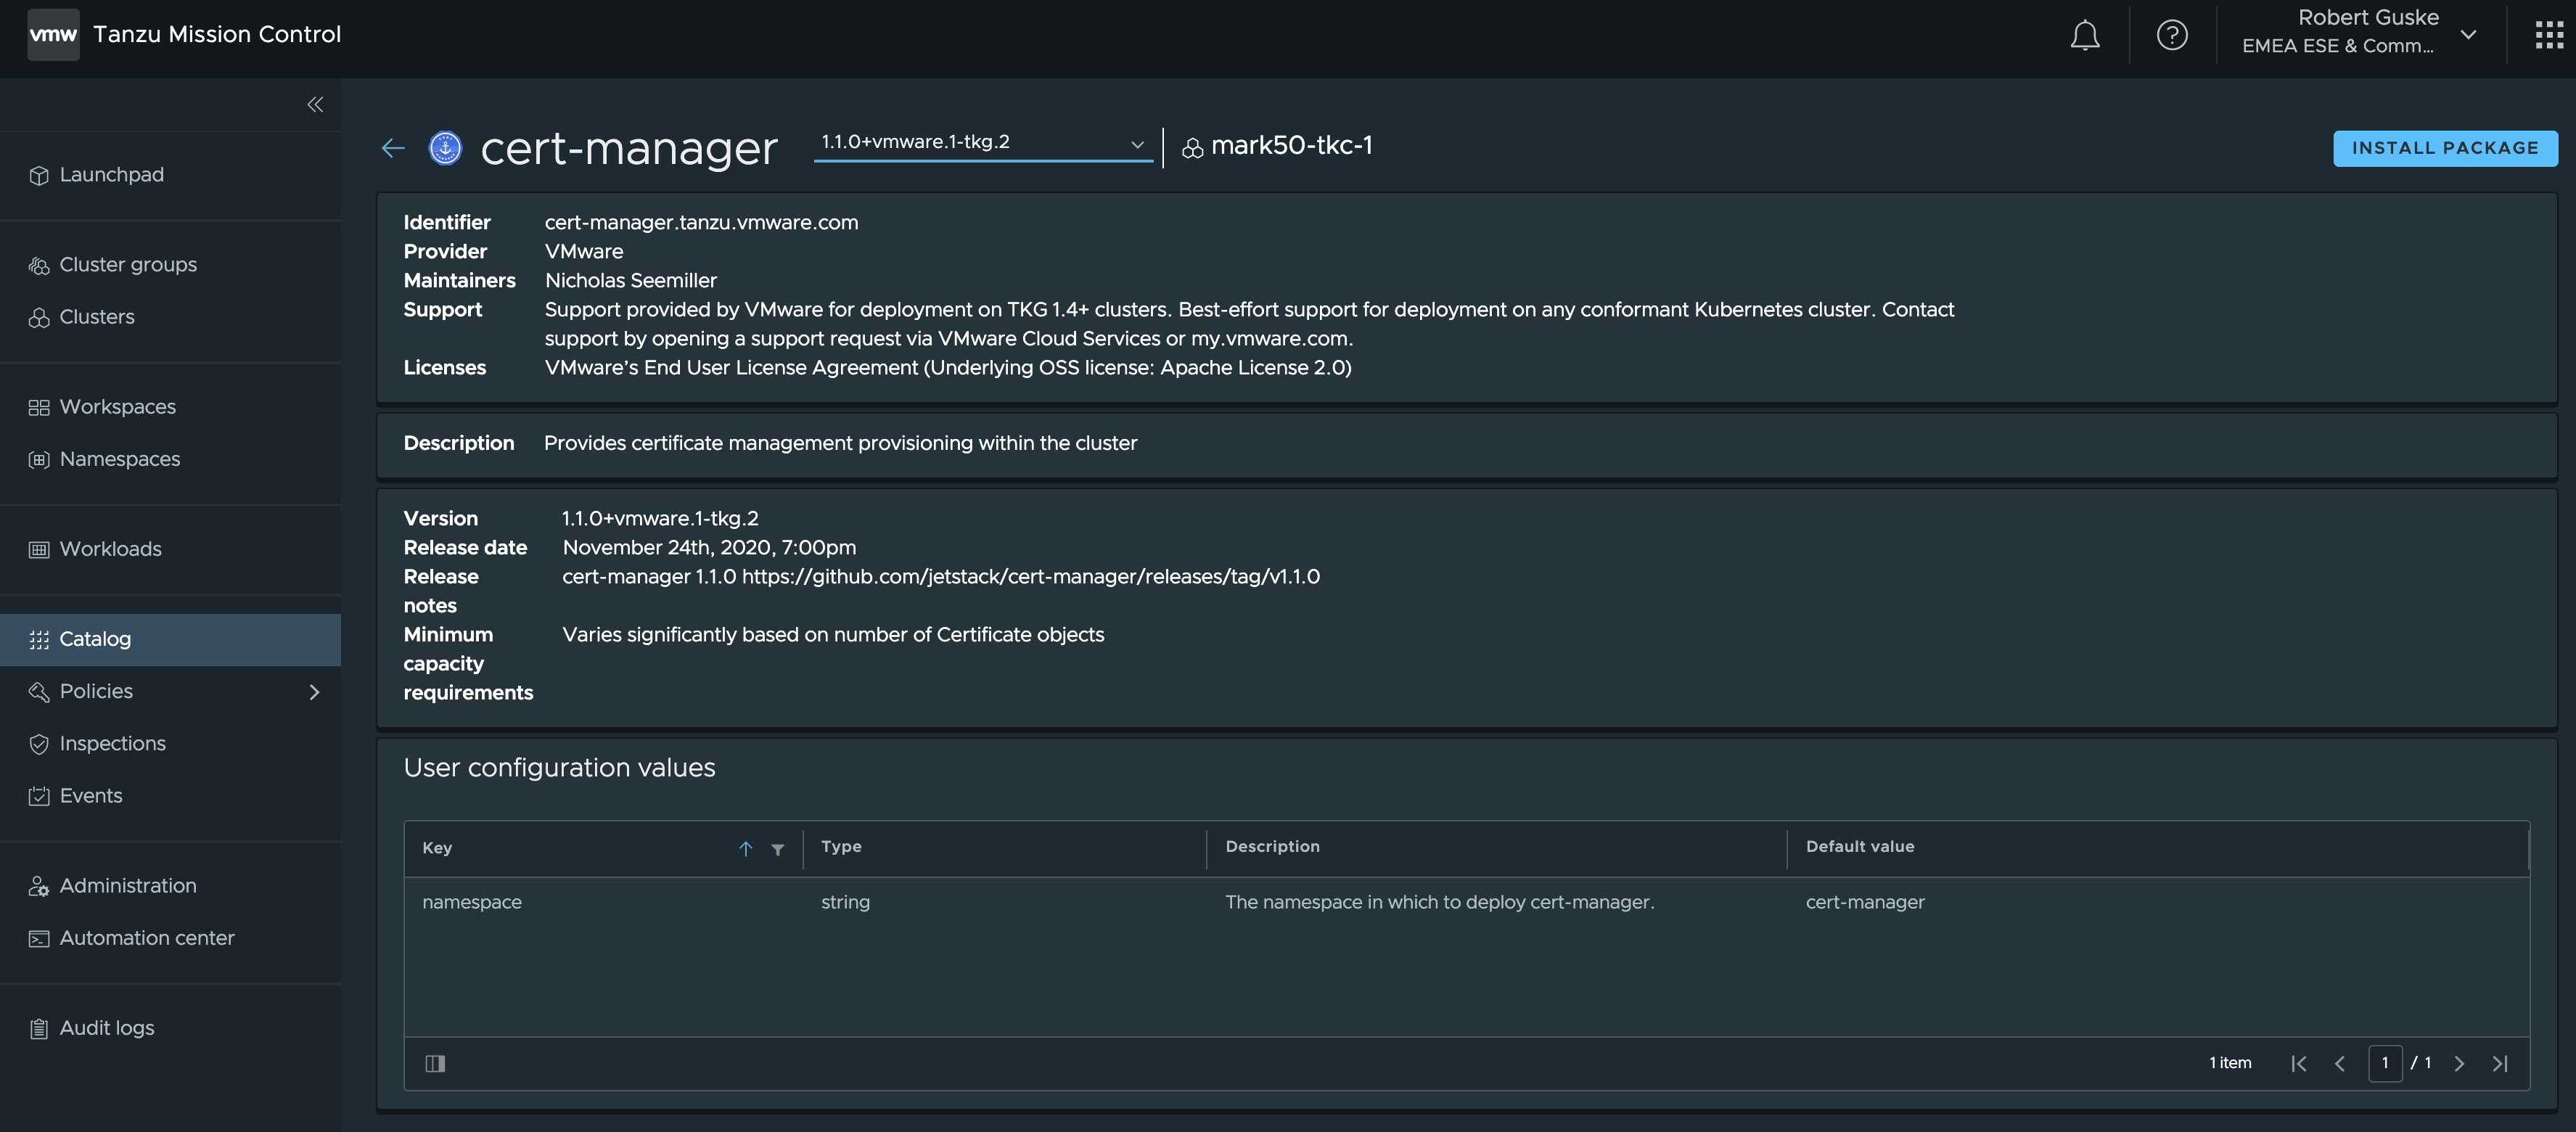 vmw Tanzu Mission Control
Robert Guske
EMEA ESE & Comm...
Launchpad
Cluster groups
Clusters
Workspaces
Namespaces
Workloads
Catalog
Policies
Inspections
Events
Administration
Automation center
Audit logs
cert-manager 1.1.0+vmware.1-tkg.2 mark50-tkc-1 INSTALL PACKAGE
Identifier cert-manager.tanzu.vmware.com
Provider VMware
Maintainers Nicholas Seemiller
Support Support provided by VMware for deployment on TKG 1.4+ clusters. Best-effort support for deployment on any conformant Kubernetes cluster. Contact
support by opening a support request via VMware Cloud Services or my.vmware.com.
Licenses VMware’s End User License Agreement (Underlying OSS license: Apache License 2.0)
Description Provides certificate management provisioning within the cluster
Version 1.1.0+vmware.1-tkg.2
Release date November 24th, 2020, 7:00pm
Release cert-manager 1.1.0 https://github.com/jetstack/cert-manager/releases/tag/v1.1.0
notes
Minimum Varies significantly based on number of Certificate objects
capacity
requirements
User configuration values
Key Type Description Default value
namespace string The namespace in which to deploy cert-manager. cert-manager
1 item 1 / 1